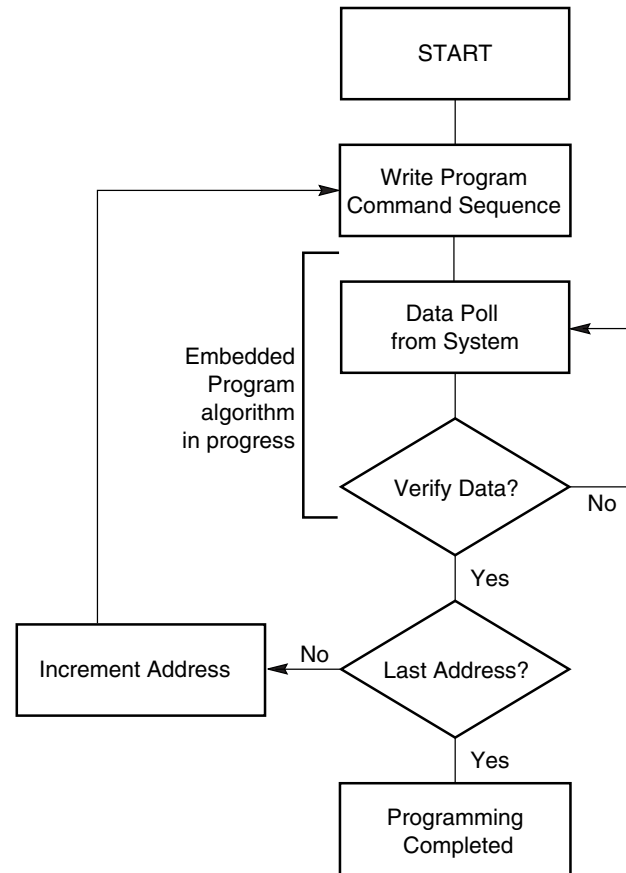 START
Write Program
Command Sequence
Data Poll
from System
Embedded
Program
algorithm
in progress
Verify Data?
No
Yes
Increment Address
No
Last Address?
Yes
Programming
Completed